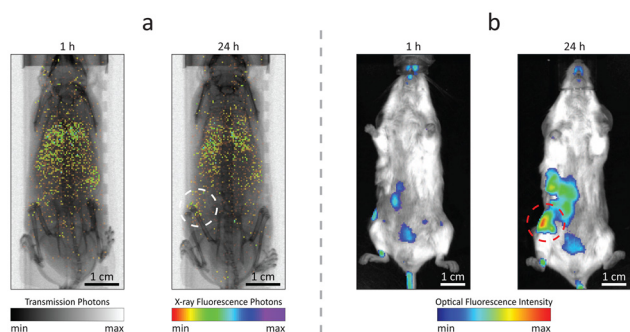 a
b
1 h
24 h
1 h
24 h
1 cm
1 cm
1 cm
1 cm
Transmission Photons
X-ray Fluorescence Photons
Optical Fluorescence Intensity
min
max
min
max
min
max